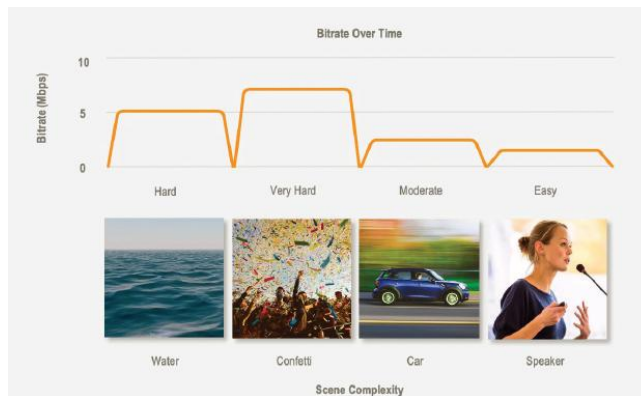 Bitrate Over Time
Bitrate (Mbps)
10
5
0
Hard Very Hard Moderate Easy
Water Confetti Car Speaker
Scene Complexity